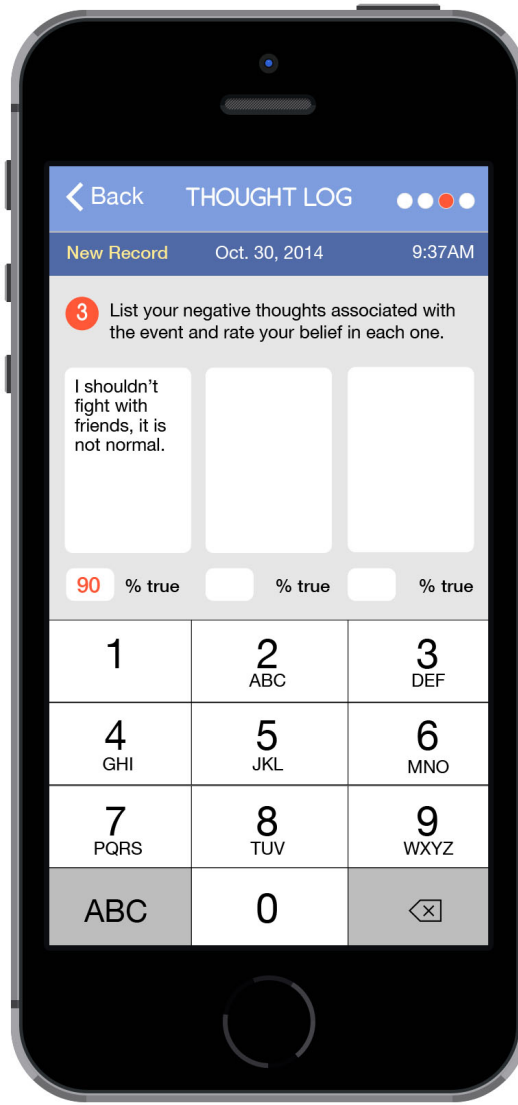 Back THOUGHT LOG
New Record Oct. 30, 2014 9:37AM
3 List your negative thoughts associated with
the event and rate your belief in each one.
I shouldn’t
fight with
friends, it is
not normal.
90 % true % true % true
1 2 3
ABC DEF
4 5 6
GHI JKL MNO
7 8 9
PQRS TUV WXYZ
ABC 0